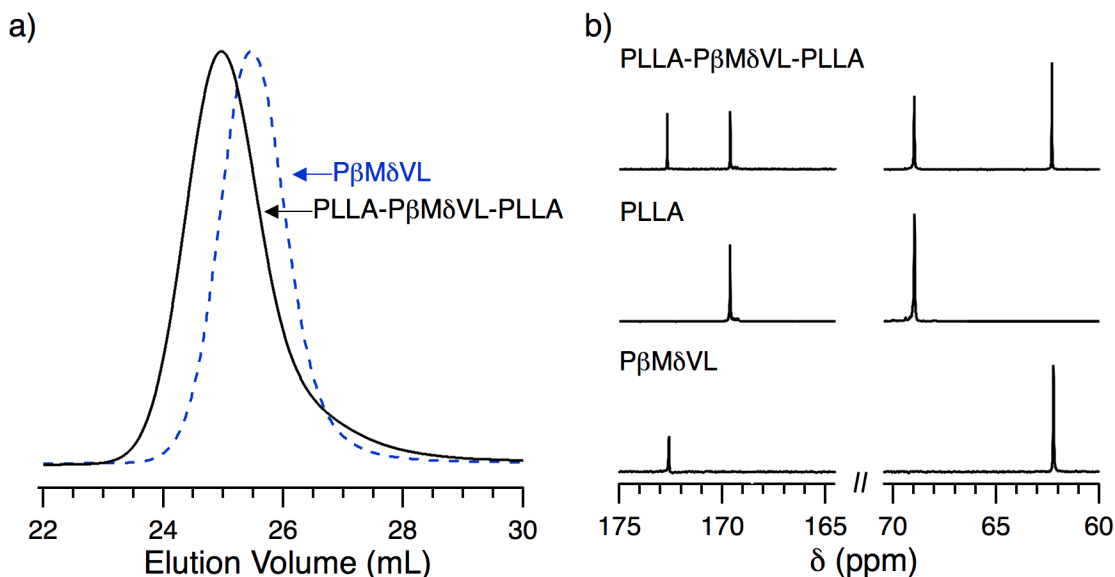 a)
PβMδVL
PLLA-PβMδVL-PLLA
22 24 26 28 30
Elution Volume (mL)
b)
PLLA-PβMδVL-PLLA
PLLA
PβMδVL
175 170 165 // 70 65 60
δ (ppm)